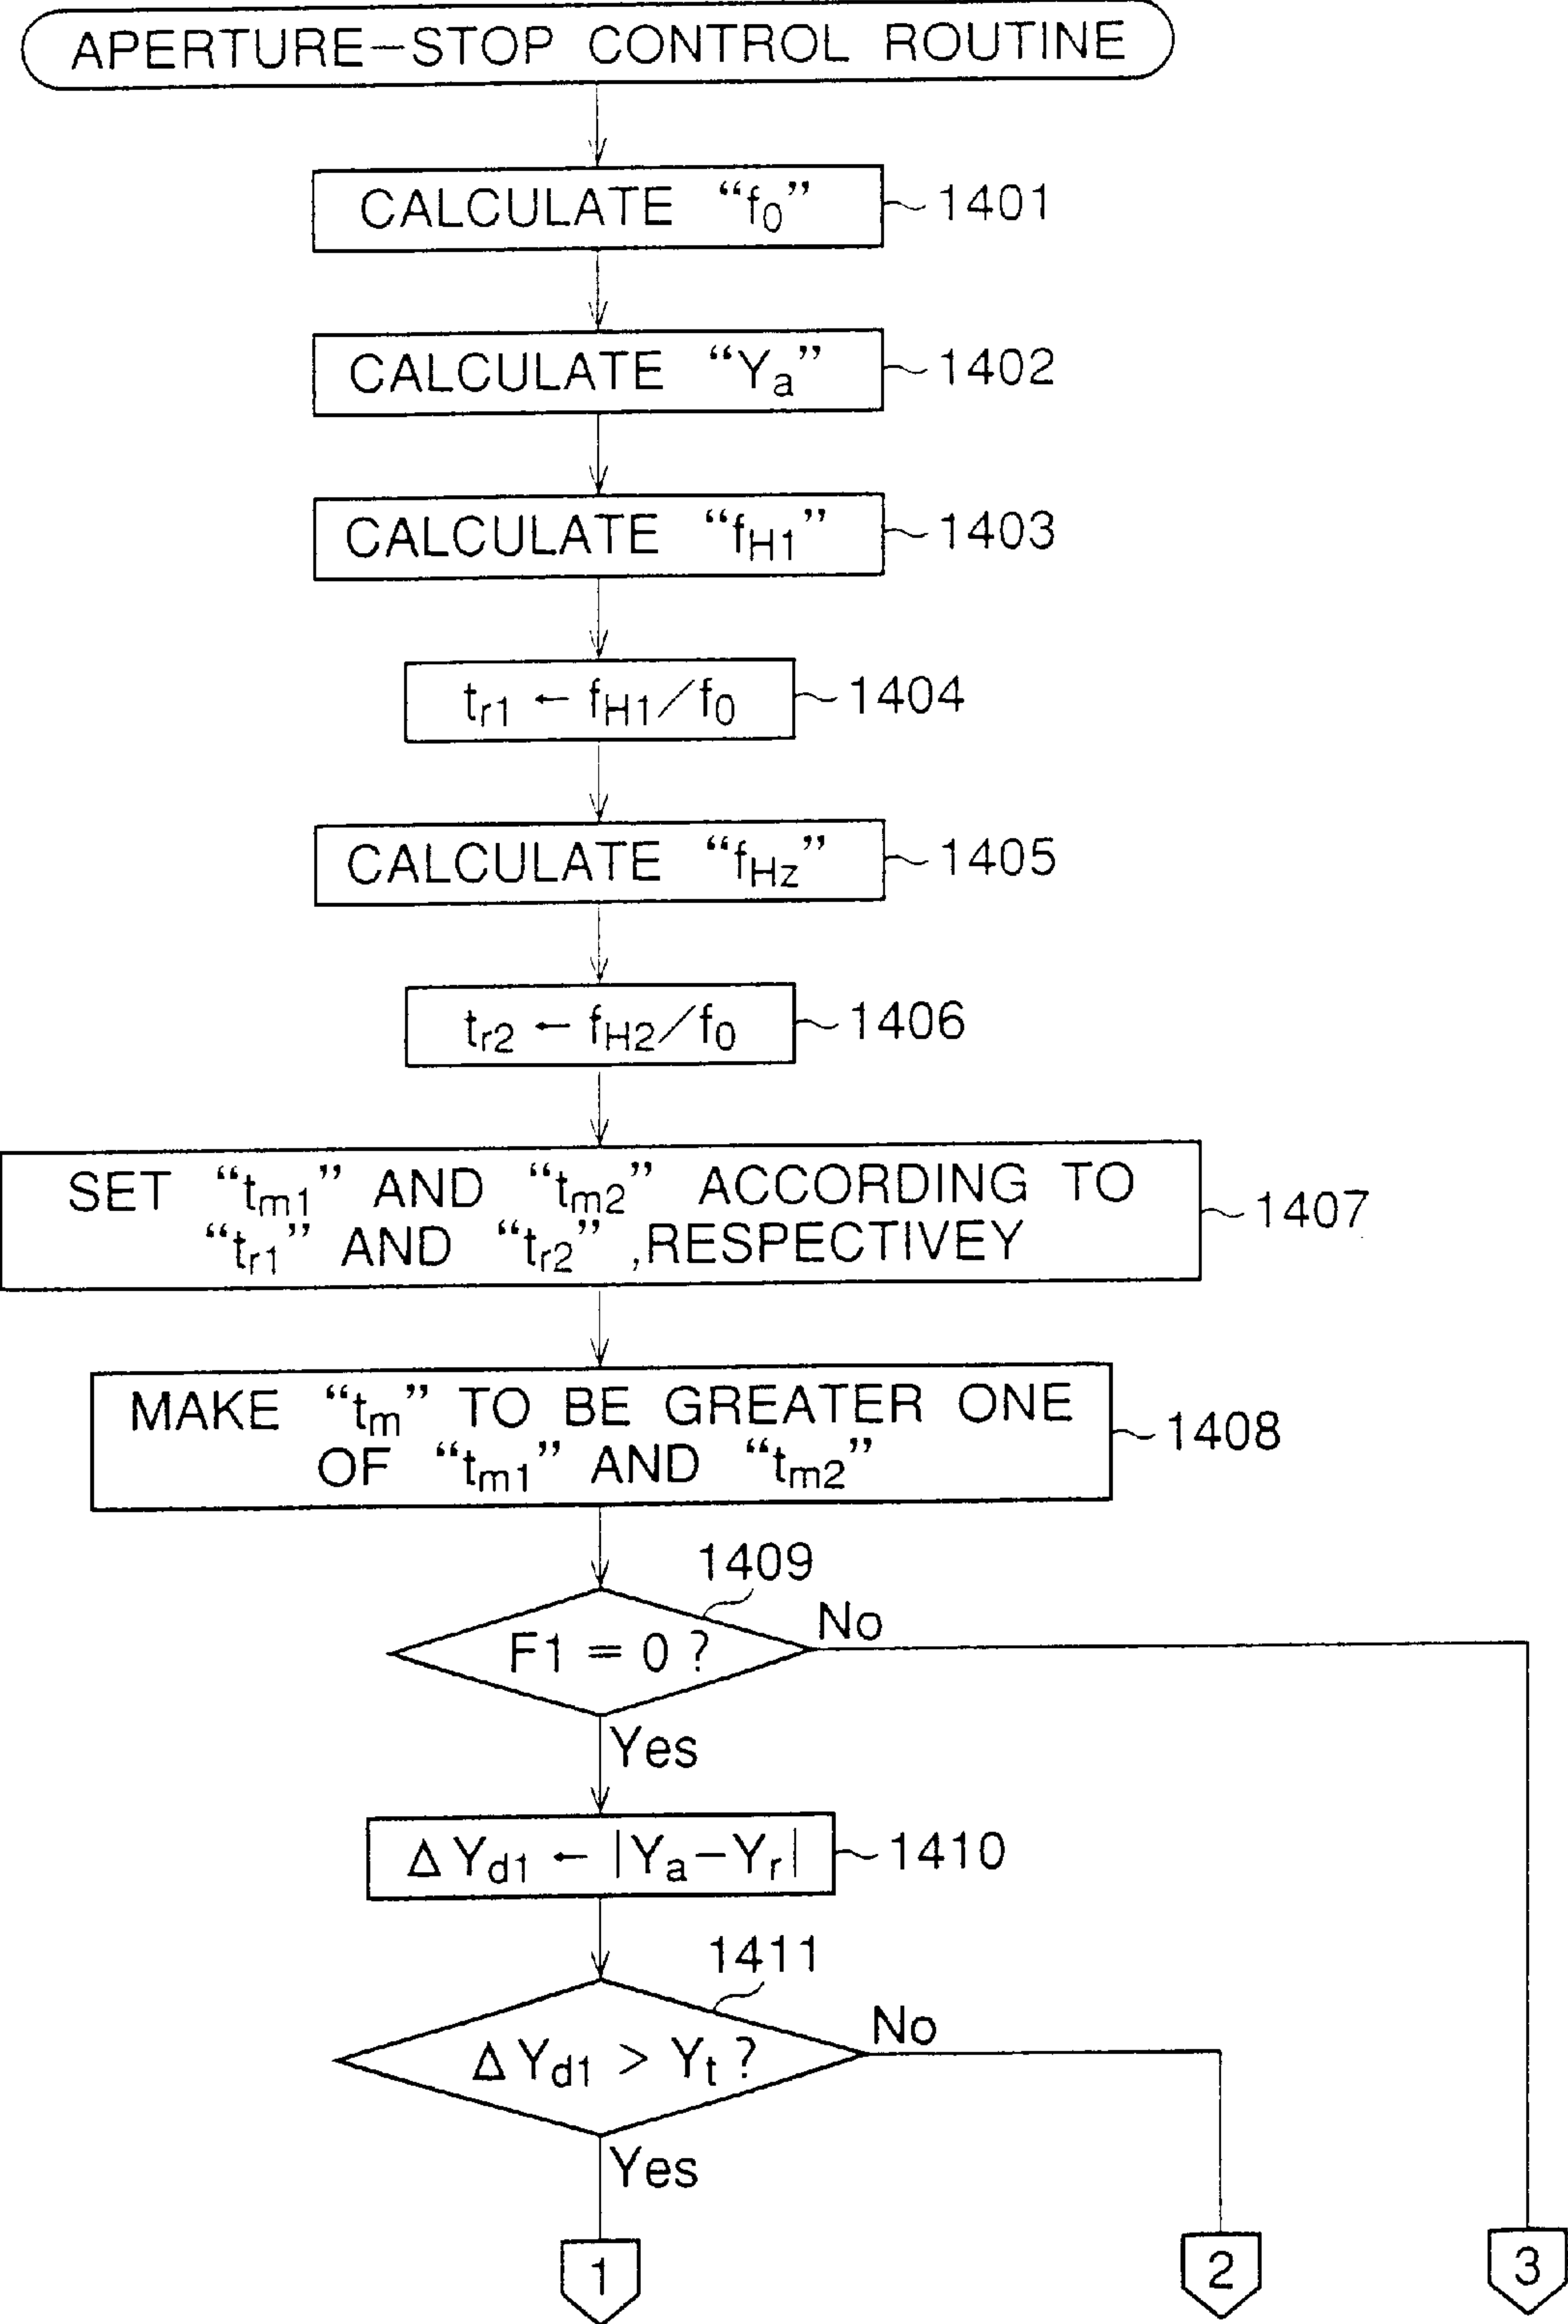 APERTURE-STOP CONTROL ROUTINE
CALCULATE “f0” 1401
CALCULATE “Ya” 1402
CALCULATE “fH1” 1403
tr1 ← fH1/f0 1404
CALCULATE “fHz” 1405
tr2 ← fH2/f0 1406
SET “tm1” AND “tm2” ACCORDING TO
“tr1” AND “tr2” ,RESPECTIVEY 1407
MAKE “tm” TO BE GREATER ONE
OF “tm1” AND “tm2” 1408
1409
F1 = 0 ? No
Yes
Δ Yd1 ← |Ya−Yr| 1410
1411
Δ Yd1 > Yt ? No
Yes
1 2 3